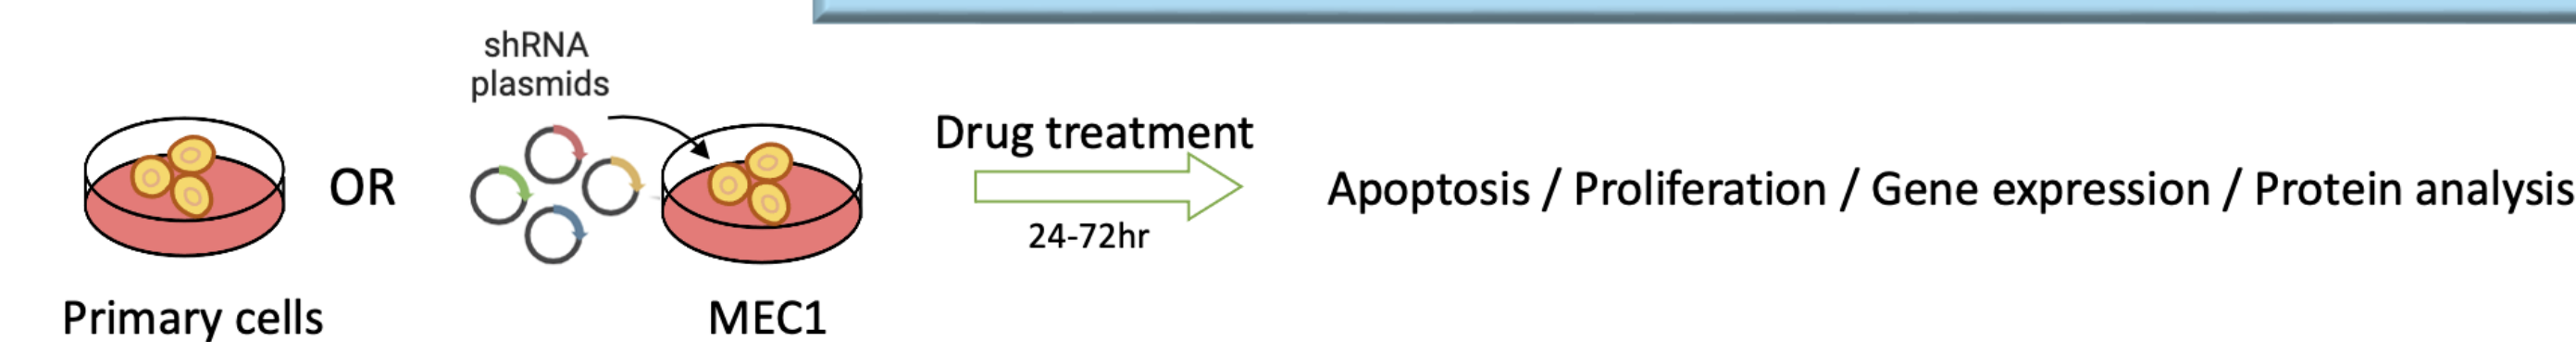 shRNA
plasmids
OR
Drug treatment
24-72hr
Apoptosis / Proliferation / Gene expression / Protein analysis
Primary cells
MEC1